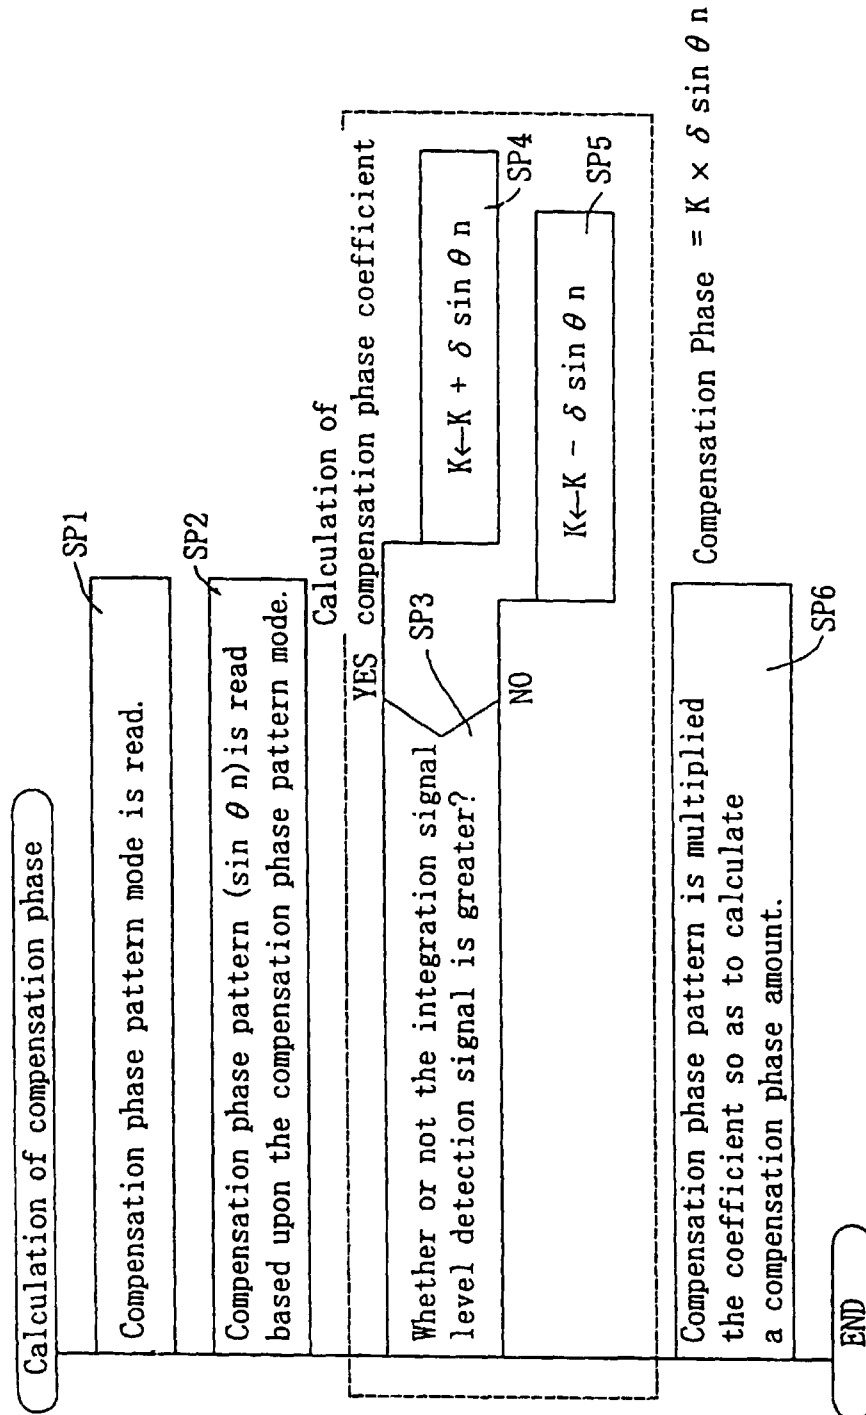 Calculation of compensation phase
SP1
Compensation phase pattern mode is read.
SP2
Compensation phase pattern (sin θ n) is read
based upon the compensation phase pattern mode.
Calculation of
compensation phase coefficient
YES
SP3
Whether or not the integration signal
level detection signal is greater?
NO
K←K + δ sin θ n
SP4
K←K − δ sin θ n
SP5
Compensation phase pattern is multiplied
the coefficient so as to calculate
a compensation phase amount.
SP6
Compensation Phase = K × δ sin θ n
END